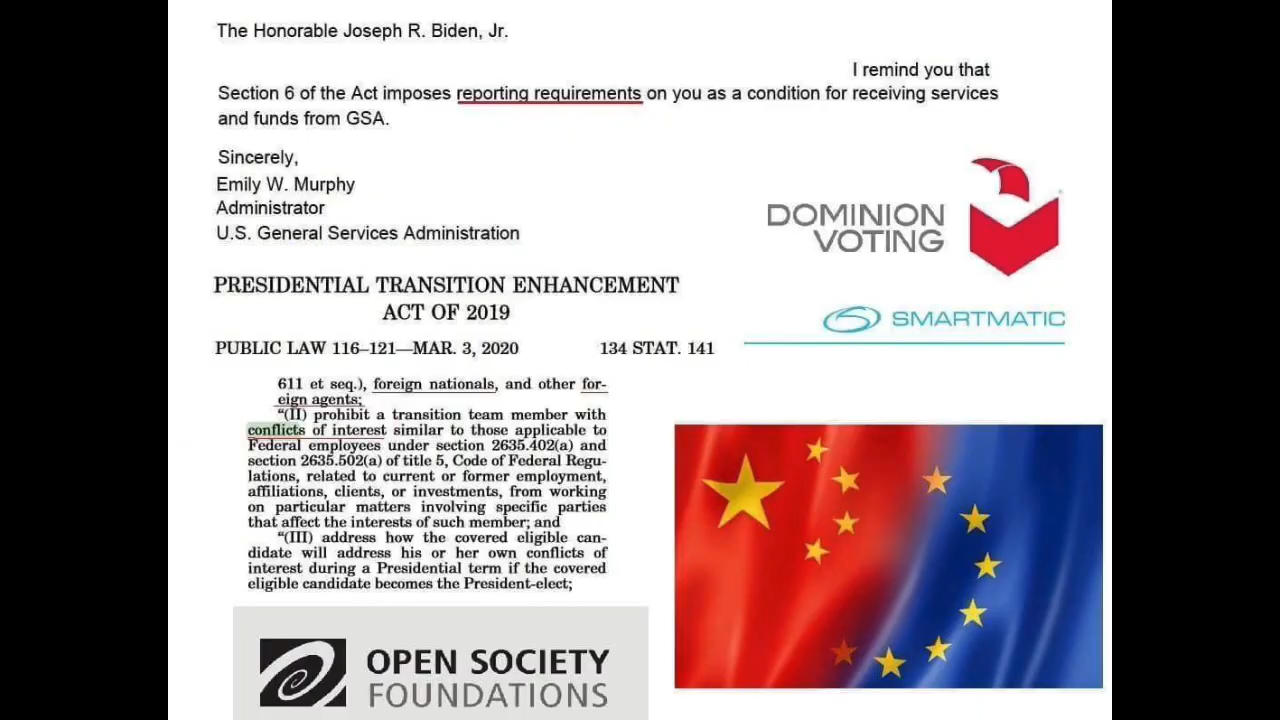 The Honorable Joseph R. Biden, Jr.
I remind you that
Section 6 of the Act imposes reporting requirements on you as a condition for receiving services
and funds from GSA.
Sincerely,
Emily W. Murphy
Administrator
U.S. General Services Administration
DOMINION
VOTING
SMARTMATIC
PRESIDENTIAL TRANSITION ENHANCEMENT
ACT OF 2019
PUBLIC LAW 116–121—MAR. 3, 2020 134 STAT. 141
611 et seq.), foreign nationals, and other for-
eign agents;
“(II) prohibit a transition team member with
conflicts of interest similar to those applicable to
Federal employees under section 2635.402(a) and
section 2635.502(a) of title 5, Code of Federal Regu-
lations, related to current or former employment,
affiliations, clients, or investments, from working
on particular matters involving specific parties
that affect the interests of such member; and
“(III) address how the covered eligible can-
didate will address his or her own conflicts of
interest during a Presidential term if the covered
eligible candidate becomes the President-elect;
OPEN SOCIETY
FOUNDATIONS